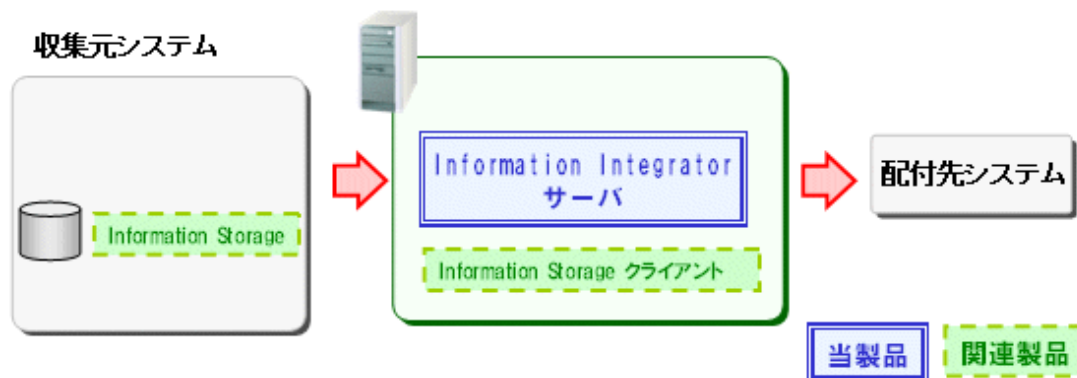 収集元システム
Information Storage
Information Integrator
サーバ
Information Storage クライアント
配付先システム
当製品
関連製品